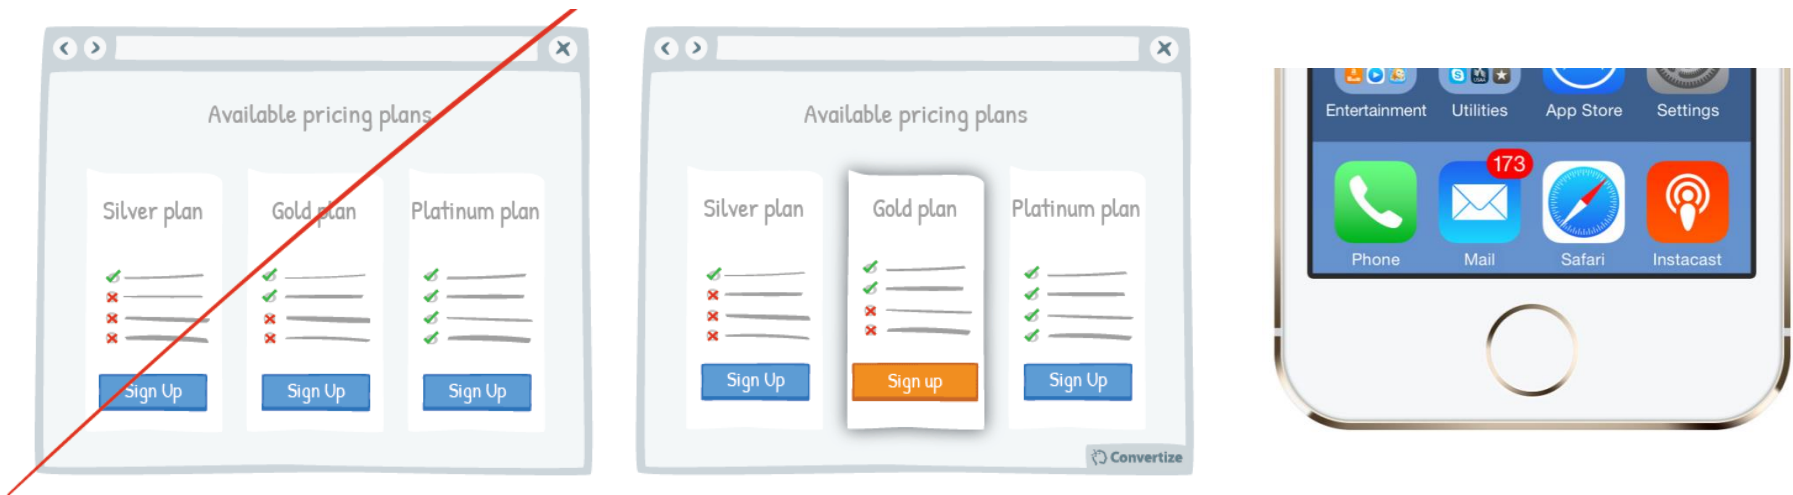 Available pricing plans
Silver plan
Gold plan
Platinum plan
Sign Up
Sign Up
Sign Up
Available pricing plans
Silver plan
Gold plan
Platinum plan
Sign Up
Sign up
Sign Up
Convertize
Entertainment
Utilities
App Store
Settings
173
Phone
Mail
Safari
Instacast